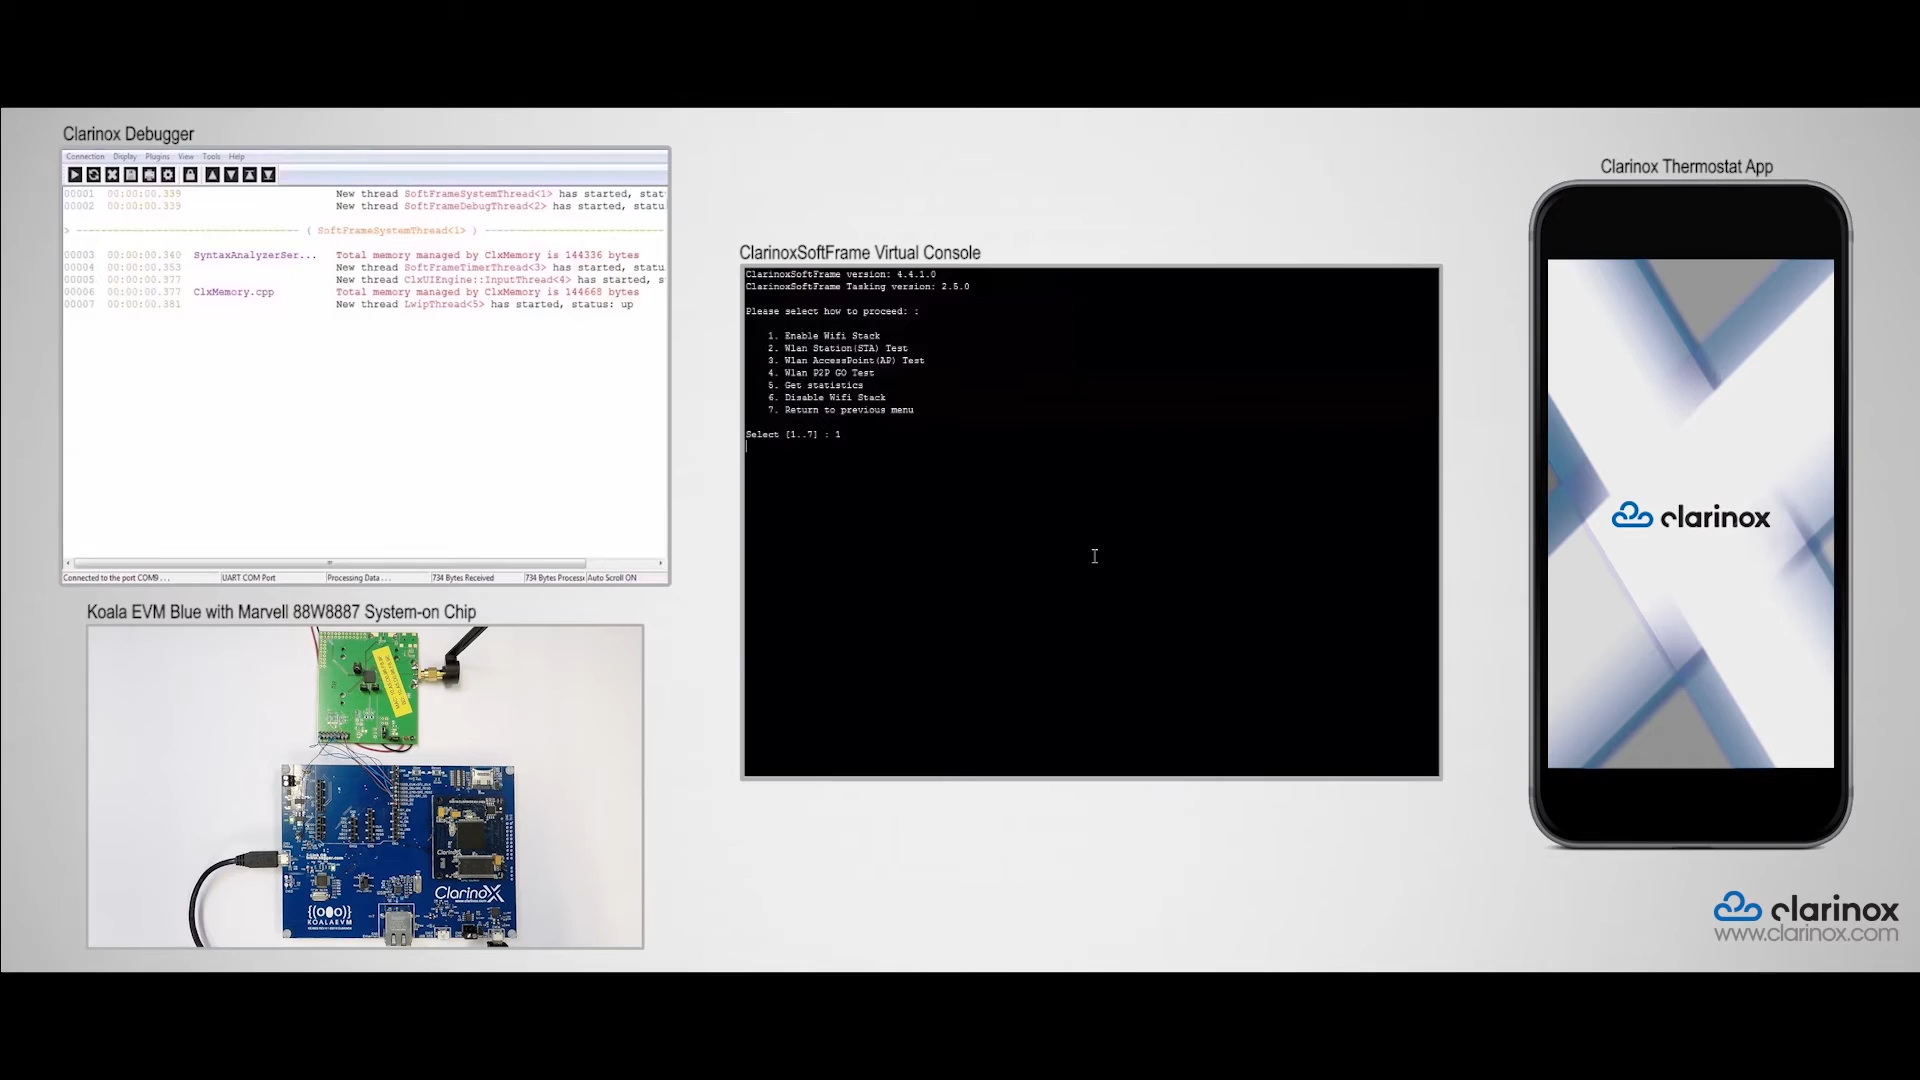 Clarinox Debugger
Connection Display Plugins View Tools Help
00001 00:00:00.339 New thread SoftFrameSystemThread<1> has started, stat
00002 00:00:00.339 New thread SoftFrameDebugThread<2> has started, statu
( SoftFrameSystemThread<1> )
00003 00:00:00.340 SyntaxAnalyzerSer... Total memory managed by ClxMemory is 144336 bytes
00004 00:00:00.353 New thread SoftFrameTimerThread<3> has started, statu
00005 00:00:00.377 New thread ClxUIEngine::InputThread<4> has started, s
00006 00:00:00.377 ClxMemory.cpp Total memory managed by ClxMemory is 144668 bytes
00007 00:00:00.381 New thread LwipThread<5> has started, status: up
Connected to the port COM9 . . . UART COM Port Processing Data . . . 734 Bytes Received 734 Bytes Processe Auto Scroll ON
Koala EVM Blue with Marvell 88W8887 System-on Chip
ClarinoX
((o0o))
KOALAEVM
ClarinoxSoftFrame Virtual Console
ClarinoxSoftFrame version: 4.4.1.0
ClarinoxSoftFrame Tasking version: 2.5.0
Please select how to proceed: :
1. Enable Wifi Stack
2. Wlan Station(STA) Test
3. Wlan AccessPoint(AP) Test
4. Wlan P2P GO Test
5. Get statistics
6. Disable Wifi Stack
7. Return to previous menu
Select [1..7] : 1
Clarinox Thermostat App
clarinox
clarinox
www.clarinox.com